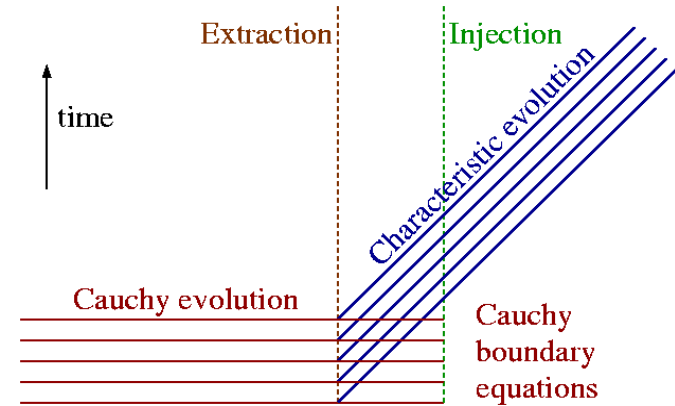 Extraction
Injection
time
Characteristic evolution
Cauchy evolution
Cauchy
boundary
equations